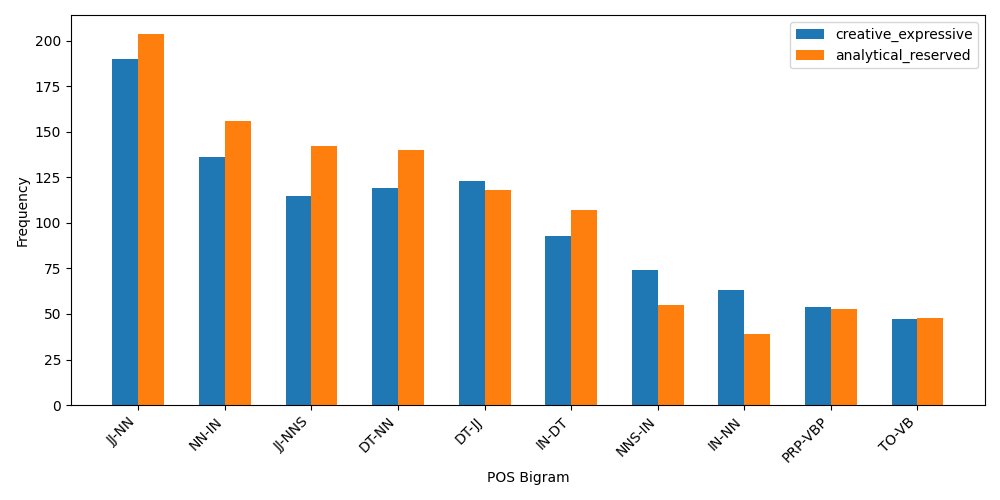 creative_expressive
analytical_reserved
Frequency
200
175
150
125
100
75
50
25
0
JJ-NN
NN-IN
JJ-NNS
DT-NN
DT-JJ
IN-DT
NNS-IN
IN-NN
PRP-VBP
TO-VB
POS Bigram